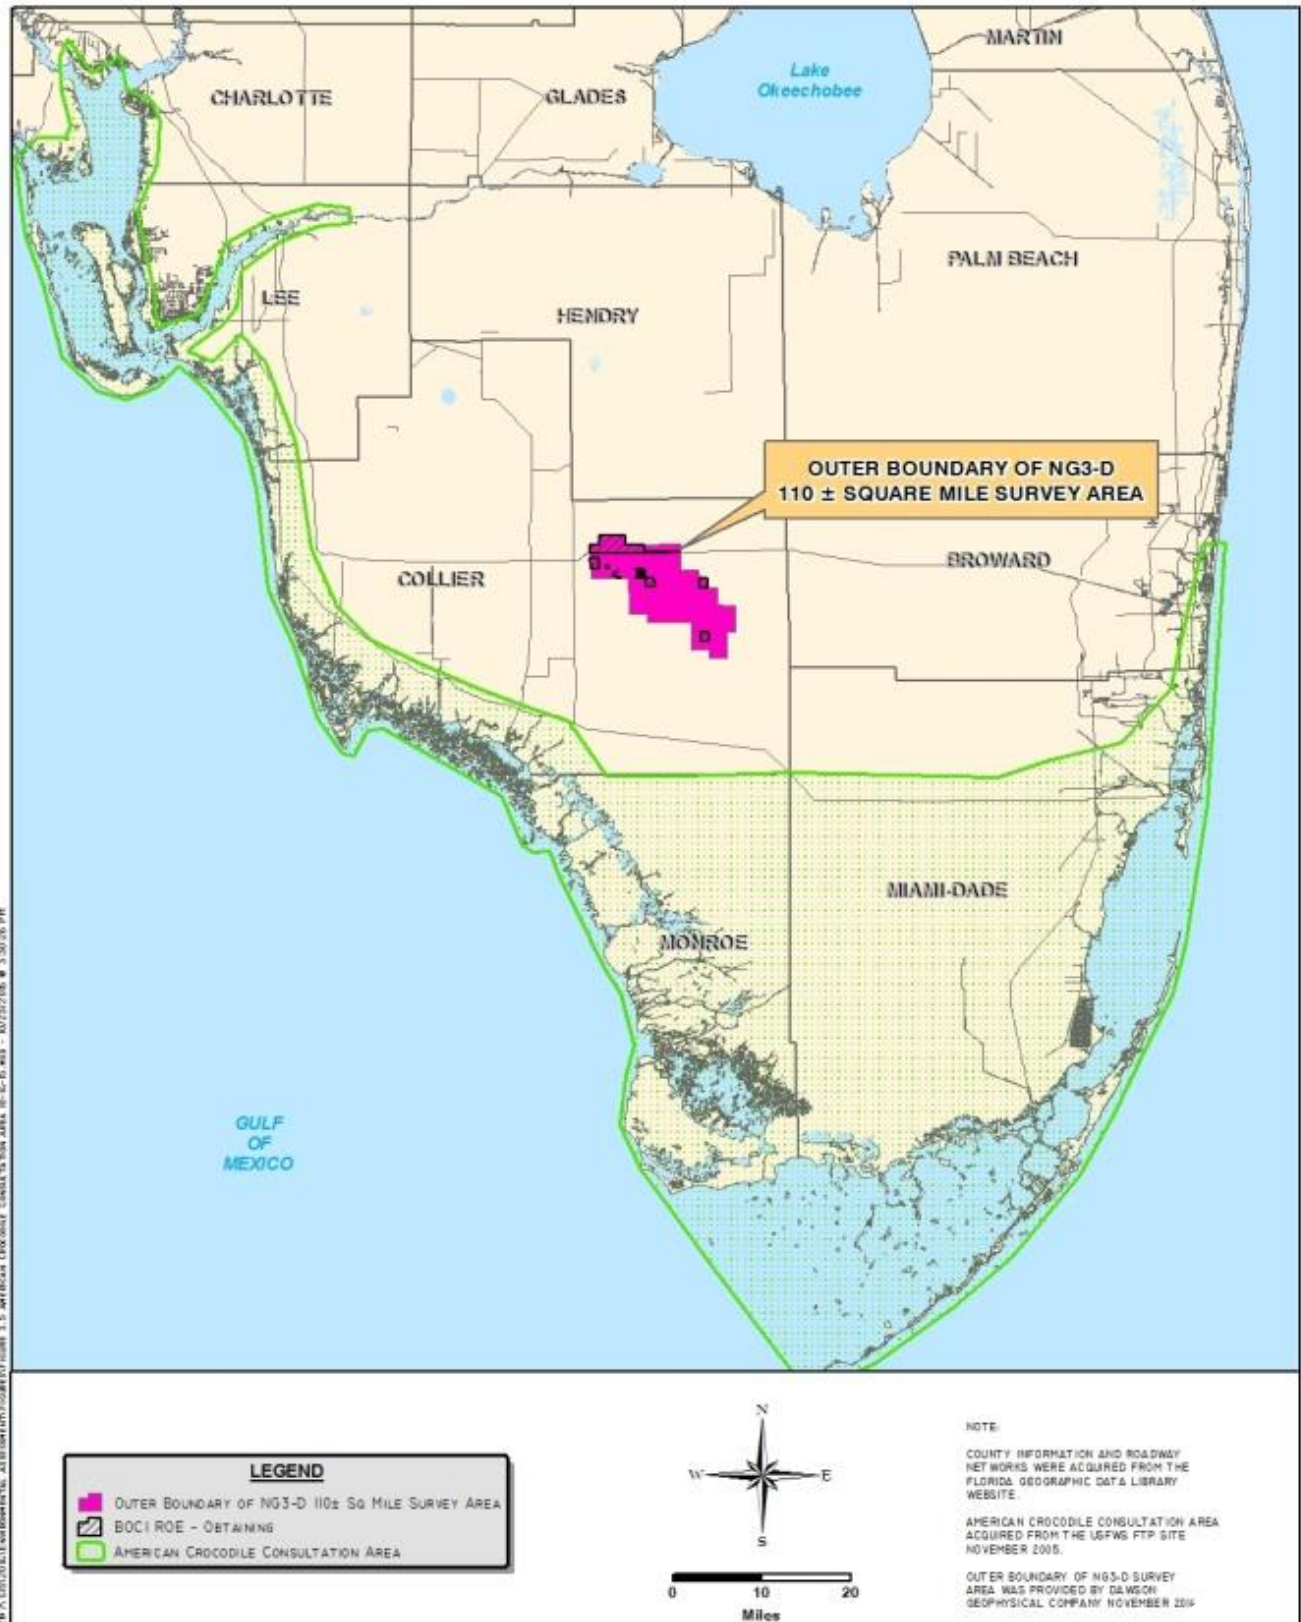 MARTIN
Lake
Okeechobee
CHARLOTTE
GLADES
PALM BEACH
LEE
HENDRY
OUTER BOUNDARY OF NG3-D
110 ± SQUARE MILE SURVEY AREA
BROWARD
COLLIER
MIAMI-DADE
MONROE
GULF
OF
MEXICO
LEGEND
OUTER BOUNDARY OF NG3-D 110± SQ MILE SURVEY AREA
BOCI ROE - OBTAINING
AMERICAN CROCODILE CONSULTATION AREA
N
W
E
S
0 10 20
Miles
NOTE:
COUNTY INFORMATION AND ROADWAY
NETWORKS WERE ACQUIRED FROM THE
FLORIDA GEOGRAPHIC DATA LIBRARY
WEBSITE.
AMERICAN CROCODILE CONSULTATION AREA
ACQUIRED FROM THE USFWS FTP SITE
NOVEMBER 2005.
OUTER BOUNDARY OF NG3-D SURVEY
AREA WAS PROVIDED BY DAWSON
GEOPHYSICAL COMPANY NOVEMBER